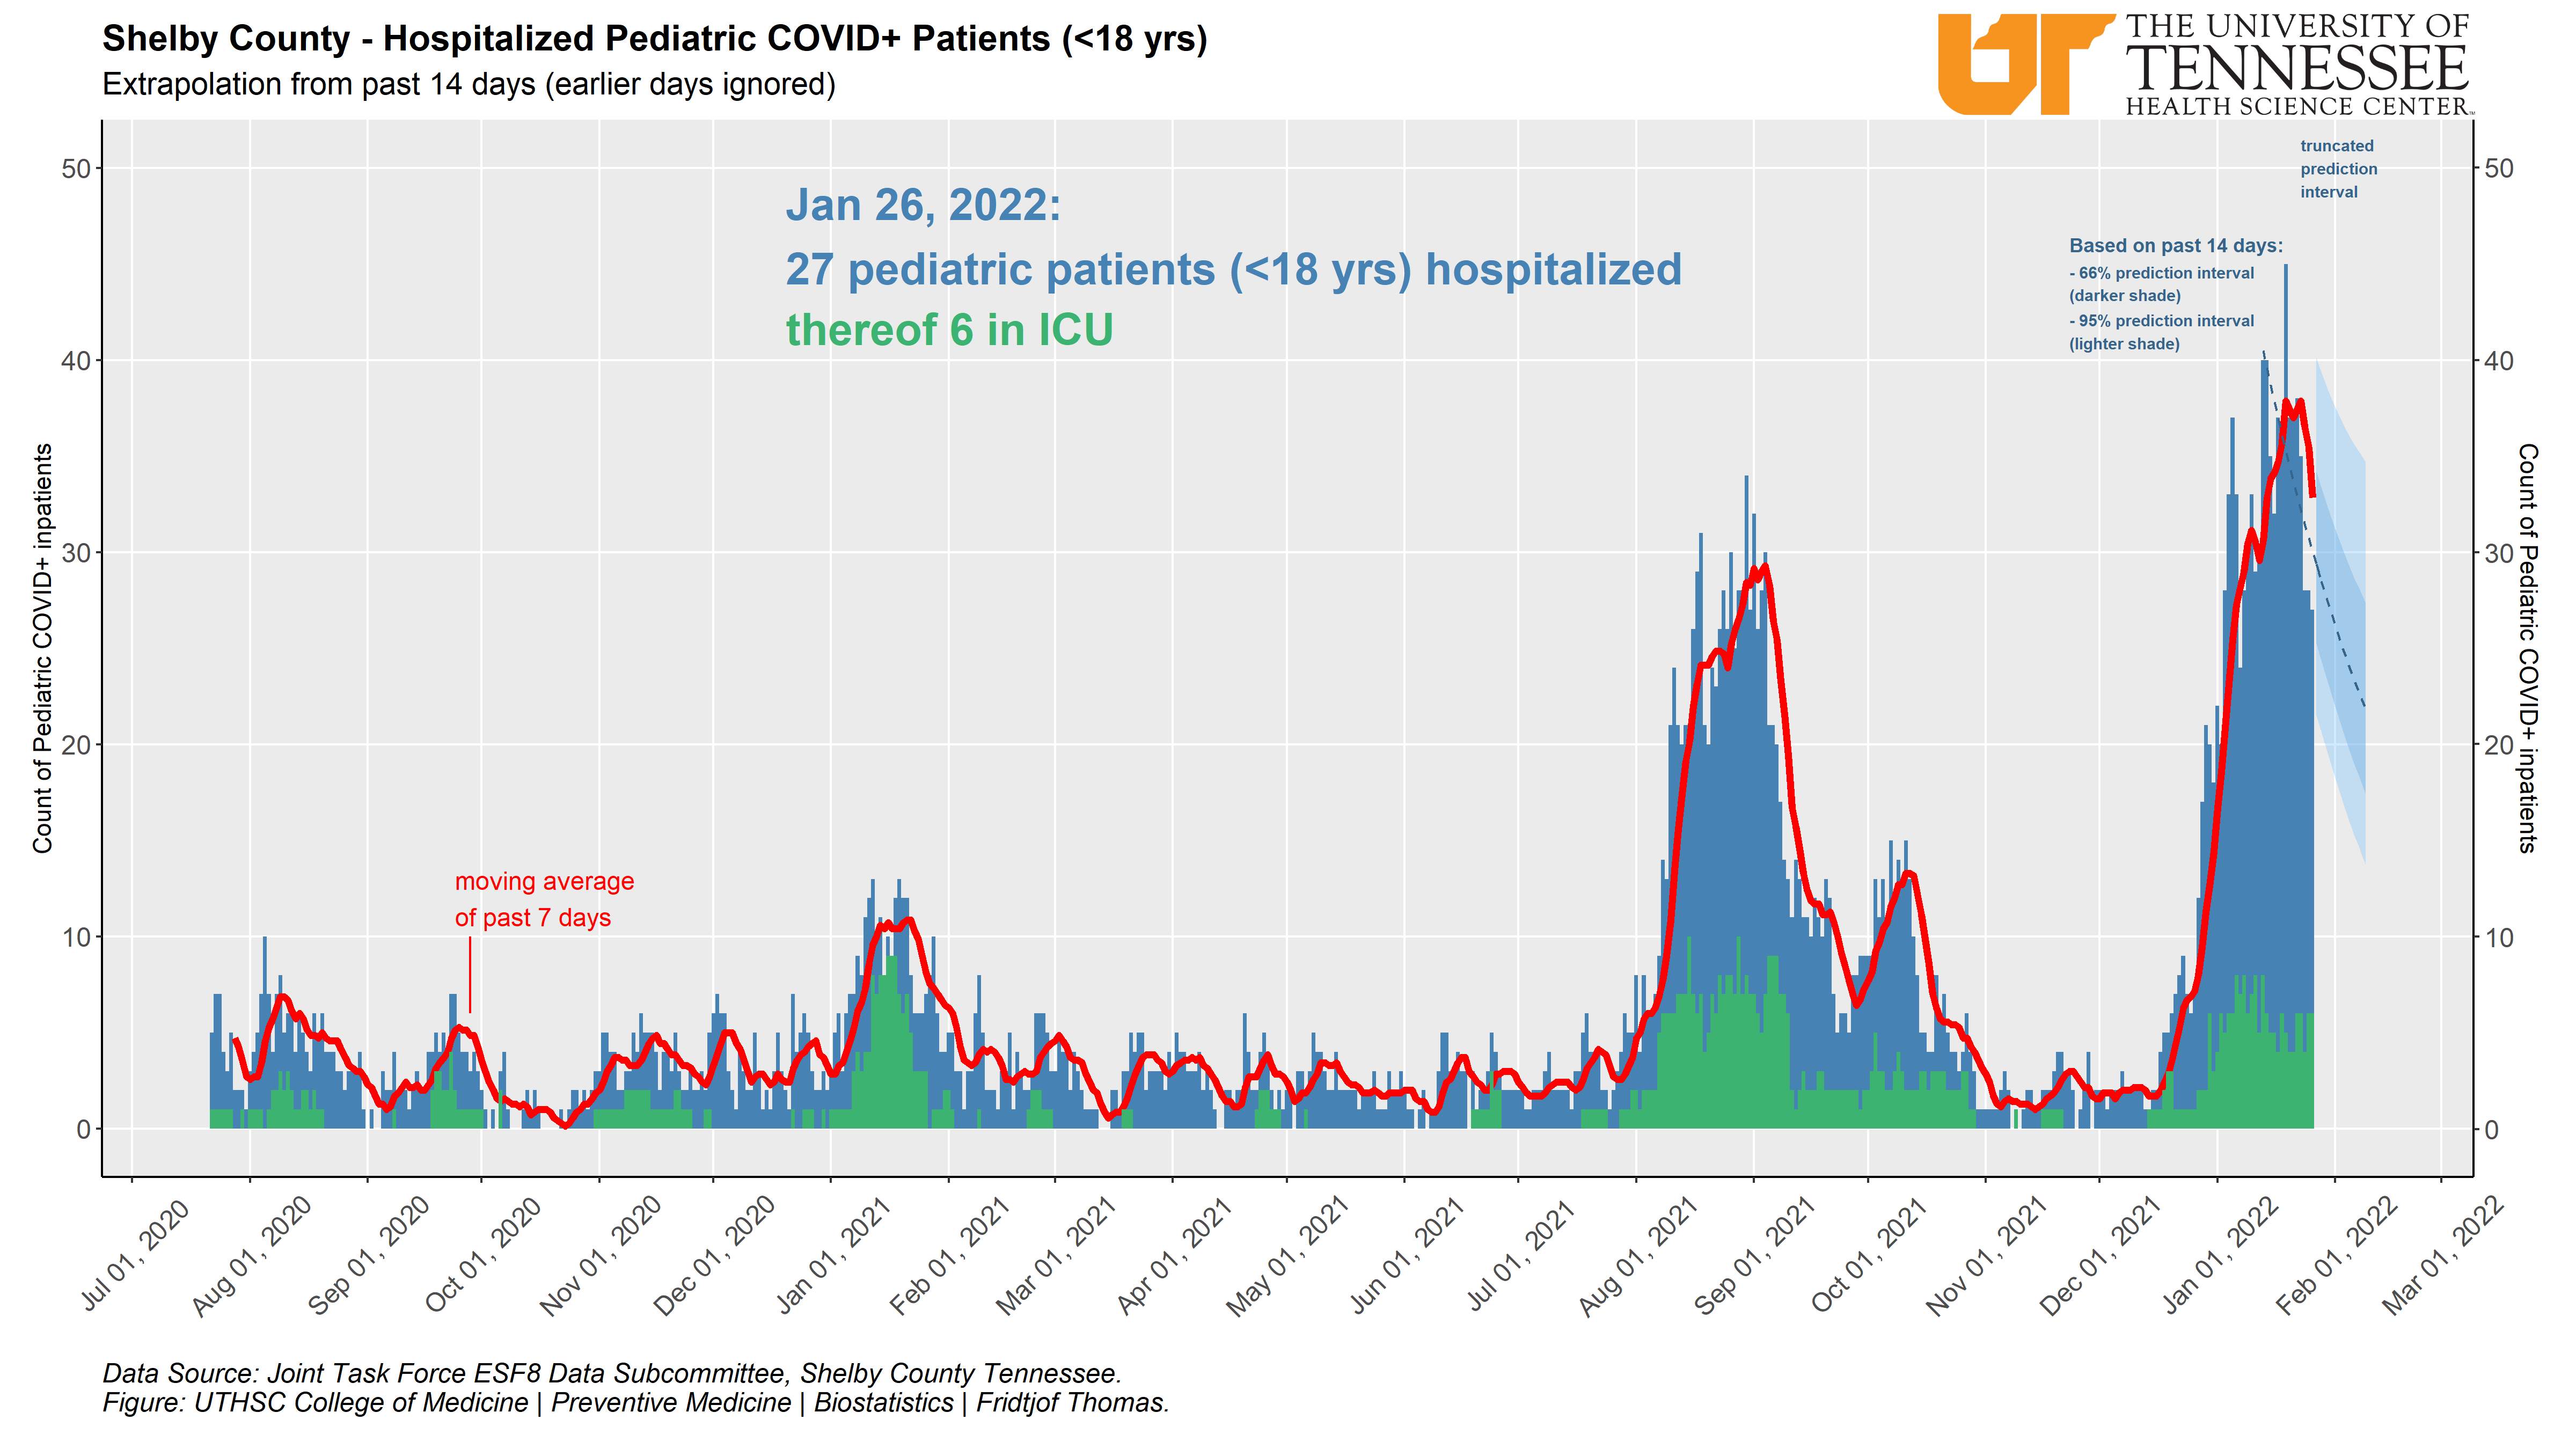 Shelby County - Hospitalized Pediatric COVID+ Patients (<18 yrs)
Extrapolation from past 14 days (earlier days ignored)
UT
THE UNIVERSITY OF
TENNESSEE
HEALTH SCIENCE CENTER™
truncated
prediction
interval
Jan 26, 2022:
27 pediatric patients (<18 yrs) hospitalized
thereof 6 in ICU
Based on past 14 days:
- 66% prediction interval
(darker shade)
- 95% prediction interval
(lighter shade)
moving average
of past 7 days
Count of Pediatric COVID+ inpatients
50
40
30
20
10
0
50
40
30
20
10
0
Count of Pediatric COVID+ inpatients
Jul 01, 2020
Aug 01, 2020
Sep 01, 2020
Oct 01, 2020
Nov 01, 2020
Dec 01, 2020
Jan 01, 2021
Feb 01, 2021
Mar 01, 2021
Apr 01, 2021
May 01, 2021
Jun 01, 2021
Jul 01, 2021
Aug 01, 2021
Sep 01, 2021
Oct 01, 2021
Nov 01, 2021
Dec 01, 2021
Jan 01, 2022
Feb 01, 2022
Mar 01, 2022
Data Source: Joint Task Force ESF8 Data Subcommittee, Shelby County Tennessee.
Figure: UTHSC College of Medicine | Preventive Medicine | Biostatistics | Fridtjof Thomas.